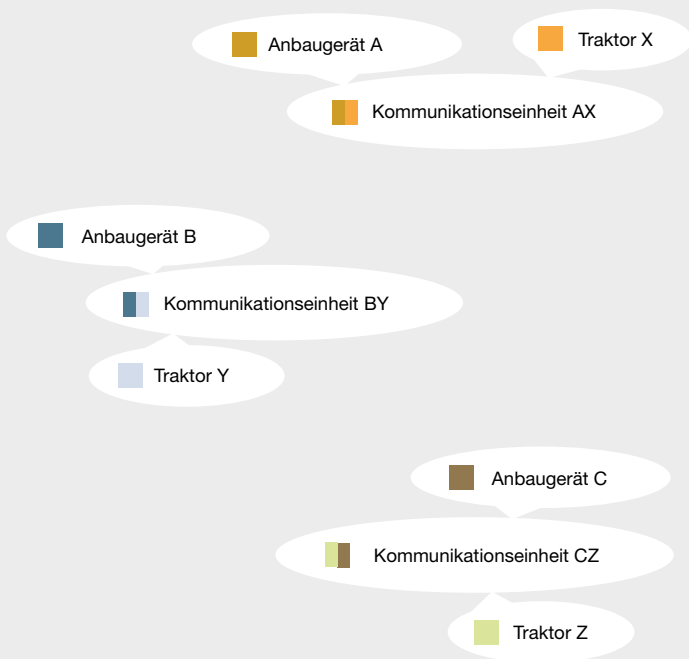 Anbaugerät A
Traktor X
Kommunikationseinheit AX
Anbaugerät B
Kommunikationseinheit BY
Traktor Y
Anbaugerät C
Kommunikationseinheit CZ
Traktor Z